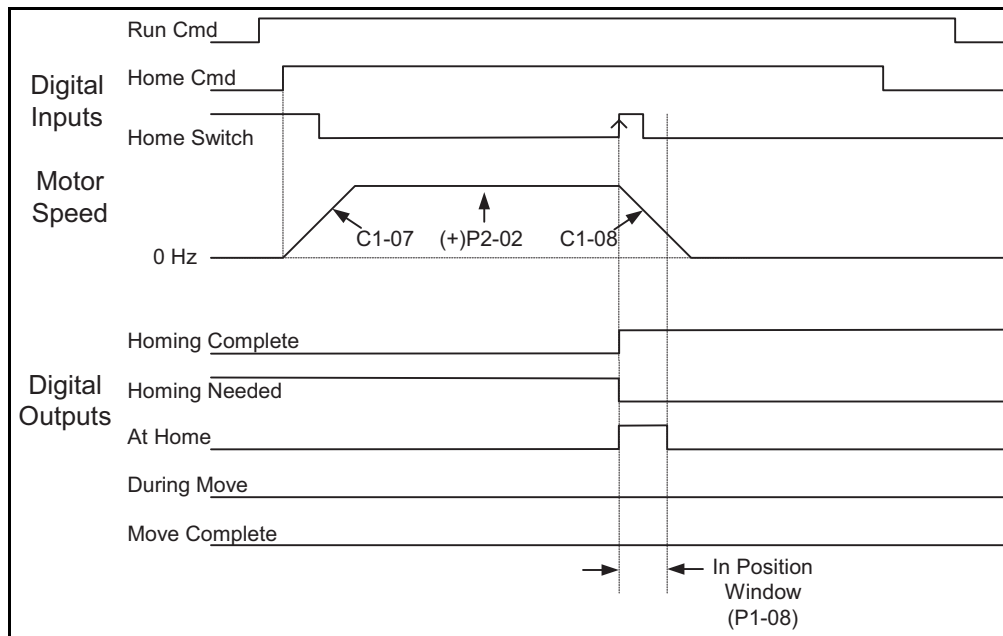 Run Cmd
Home Cmd
Digital
Inputs
Home Switch
Motor
Speed
C1-07
(+)P2-02
C1-08
0 Hz
Homing Complete
Digital
Outputs
Homing Needed
At Home
During Move
Move Complete
In Position
Window
(P1-08)